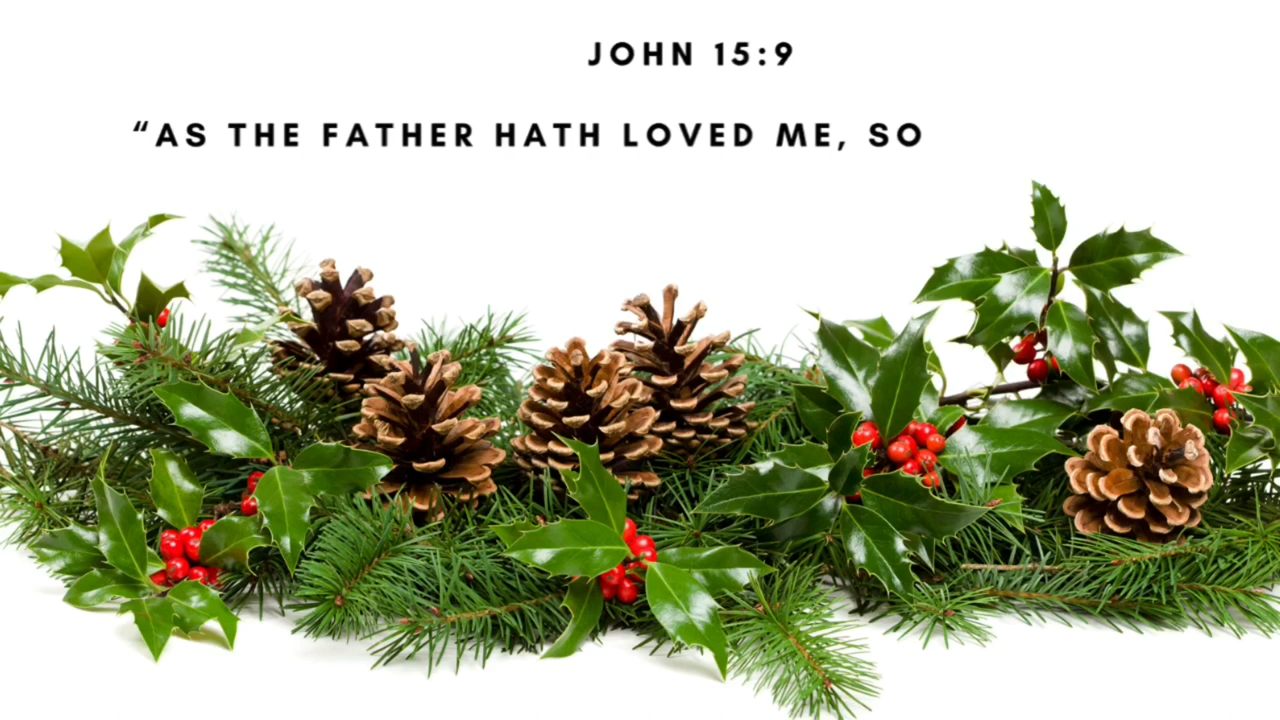 JOHN 15:9
“AS THE FATHER HATH LOVED ME, SO